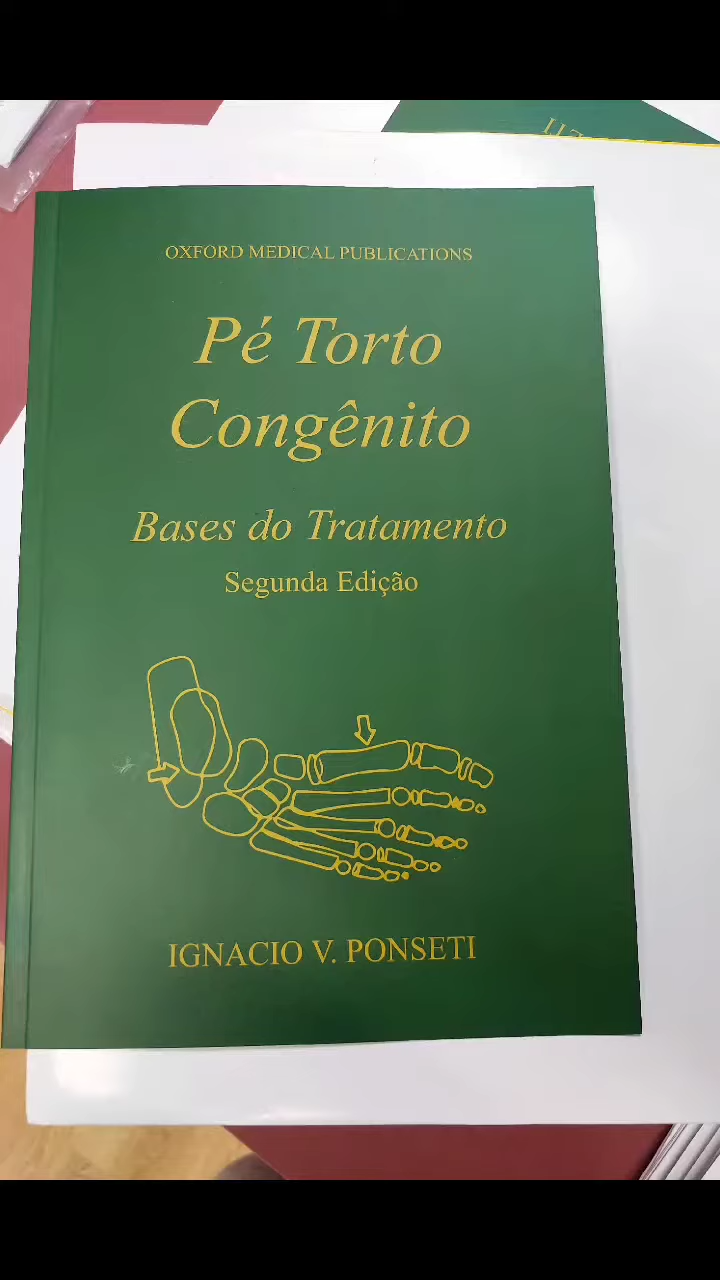 OXFORD MEDICAL PUBLICATIONS
Pé Torto
Congênito
Bases do Tratamento
Segunda Edição
IGNACIO V. PONSETI